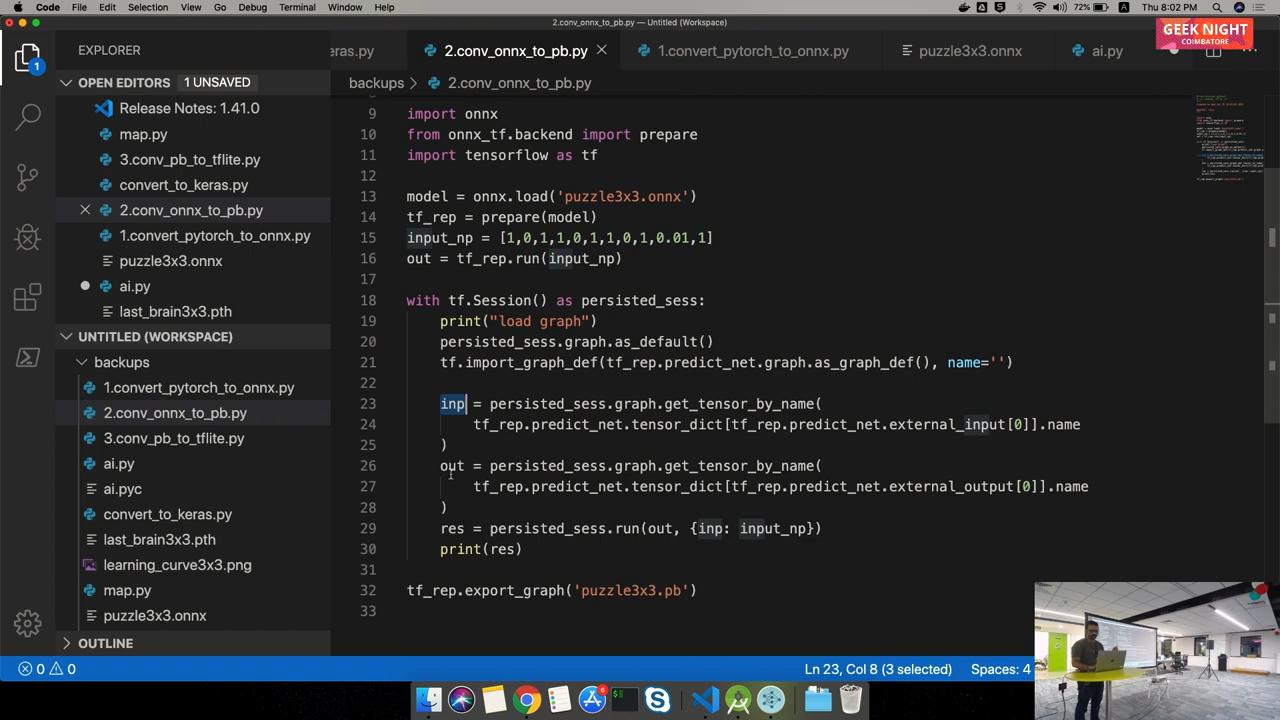 Code File Edit Selection View Go Debug Terminal Window Help
72% A Thu 8:02 PM
2.conv_onnx_to_pb.py — Untitled (Workspace)
GEEK NIGHT
COIMBATORE
EXPLORER
eras.py
2.conv_onnx_to_pb.py
1.convert_pytorch_to_onnx.py
puzzle3x3.onnx
ai.py
backups > 2.conv_onnx_to_pb.py
OPEN EDITORS 1 UNSAVED
Release Notes: 1.41.0
map.py
3.conv_pb_to_tflite.py
convert_to_keras.py
2.conv_onnx_to_pb.py
1.convert_pytorch_to_onnx.py
puzzle3x3.onnx
ai.py
last_brain3x3.pth
UNTITLED (WORKSPACE)
backups
1.convert_pytorch_to_onnx.py
2.conv_onnx_to_pb.py
3.conv_pb_to_tflite.py
ai.py
ai.pyc
convert_to_keras.py
last_brain3x3.pth
learning_curve3x3.png
map.py
puzzle3x3.onnx
OUTLINE
9 import onnx
10 from onnx_tf.backend import prepare
11 import tensorflow as tf
12
13 model = onnx.load('puzzle3x3.onnx')
14 tf_rep = prepare(model)
15 input_np = [1,0,1,1,0,1,1,0,1,0.01,1]
16 out = tf_rep.run(input_np)
17
18 with tf.Session() as persisted_sess:
19 print("load graph")
20 persisted_sess.graph.as_default()
21 tf.import_graph_def(tf_rep.predict_net.graph.as_graph_def(), name='')
22
23 inp = persisted_sess.graph.get_tensor_by_name(
24 tf_rep.predict_net.tensor_dict[tf_rep.predict_net.external_input[0]].name
25 )
26 out = persisted_sess.graph.get_tensor_by_name(
27 tf_rep.predict_net.tensor_dict[tf_rep.predict_net.external_output[0]].name
28 )
29 res = persisted_sess.run(out, {inp: input_np})
30 print(res)
31
32 tf_rep.export_graph('puzzle3x3.pb')
33
0 0
Ln 23, Col 8 (3 selected) Spaces: 4